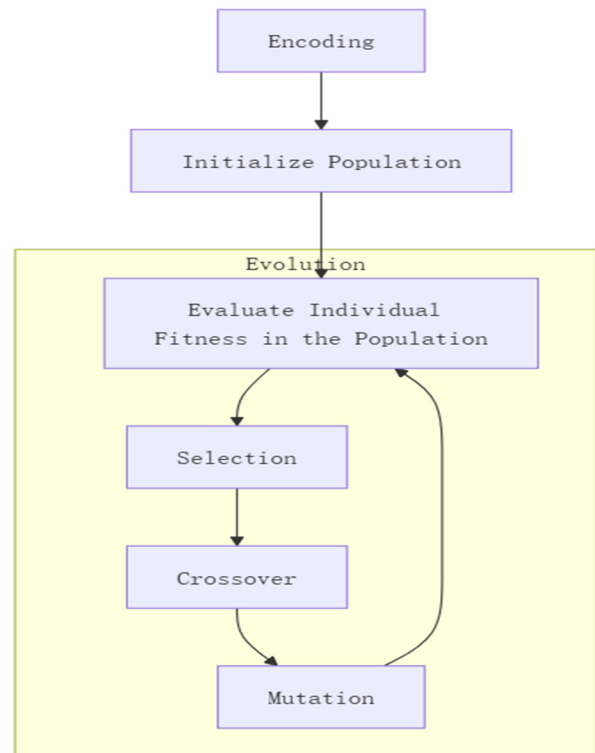 Encoding
Initialize Population
Evolution
Evaluate Individual
Fitness in the Population
Selection
Crossover
Mutation